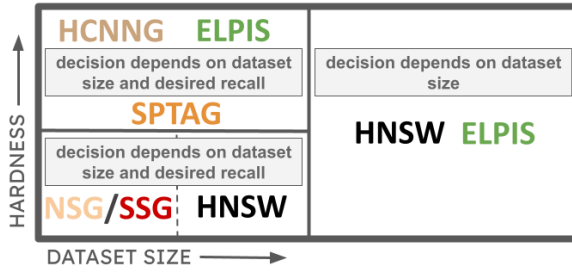 HCNNG ELPIS
decision depends on dataset
size and desired recall
SPTAG
decision depends on dataset
size and desired recall
NSG/SSG HNSW
decision depends on dataset
size
HNSW ELPIS
HARDNESS
DATASET SIZE